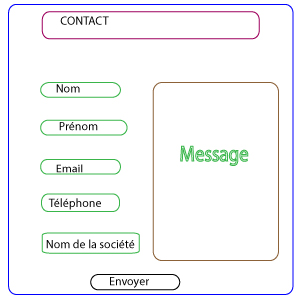 CONTACT
Nom
Prénom
Email
Téléphone
Nom de la société
Message
Envoyer